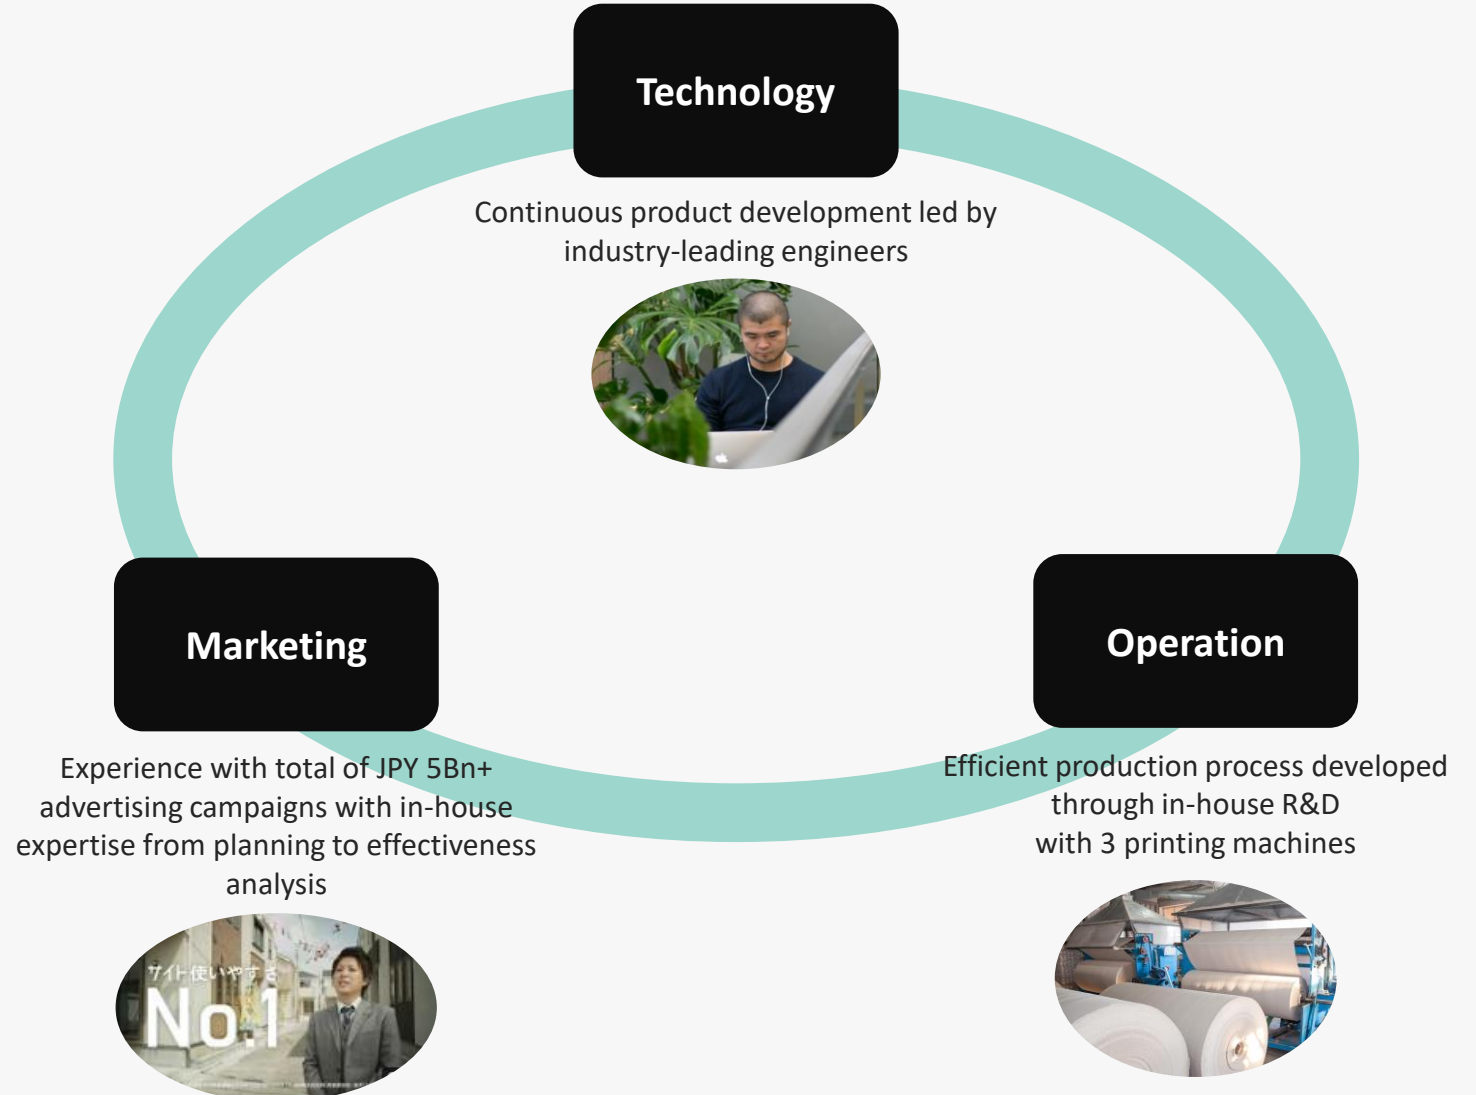 Technology
Continuous product development led by
industry-leading engineers
Marketing
Experience with total of JPY 5Bn+
advertising campaigns with in-house
expertise from planning to effectiveness
analysis
サイト使いやすさ
No.1
Operation
Efficient production process developed
through in-house R&D
with 3 printing machines